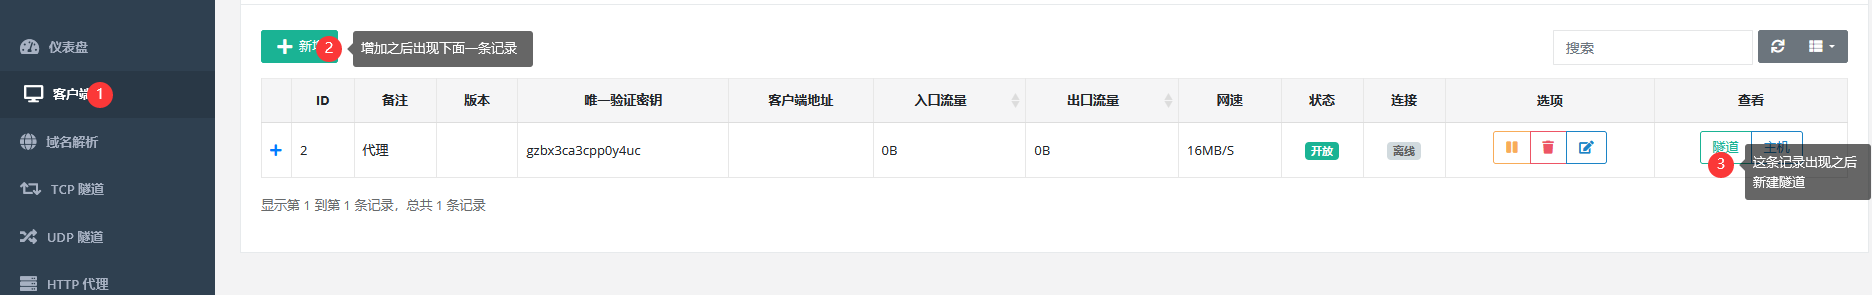 仪表盘
客户端
1
域名解析
TCP 隧道
UDP 隧道
HTTP 代理
新增
2
增加之后出现下面一条记录
搜索
ID 备注 版本 唯一验证密钥 客户端地址 入口流量 出口流量 网速 状态 连接 选项 查看
2 代理 gzbx3ca3cpp0y4uc 0B 0B 16MB/S 开放 离线 隧道 主机
3
这条记录出现之后
新建隧道
显示第 1 到第 1 条记录，总共 1 条记录